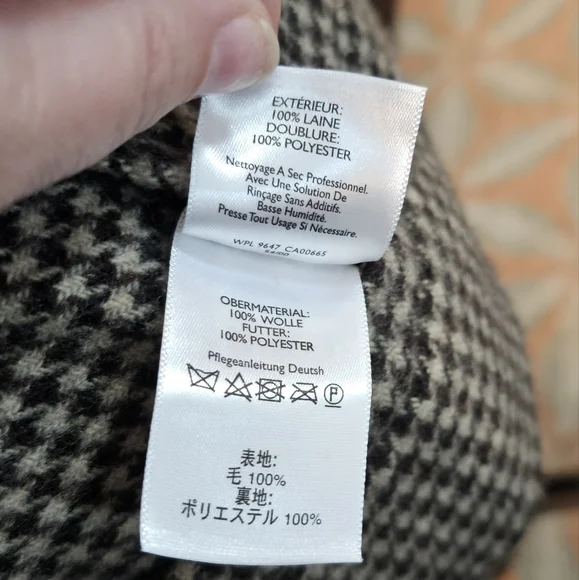 EXTÉRIEUR:
100% LAINE
DOUBLURE:
100% POLYESTER
Nettoyage A Sec Professionnel.
Avec Une Solution De
Rinçage Sans Additifs.
Basse Humidité.
Presse Tout Usage Si Nécessaire.
WPL 9647 CA00665
OBERMATERIAL:
100% WOLLE
FUTTER:
100% POLYESTER
Pflegeanleitung Deutsh
P
表地:
毛 100%
裏地:
ポリエステル 100%